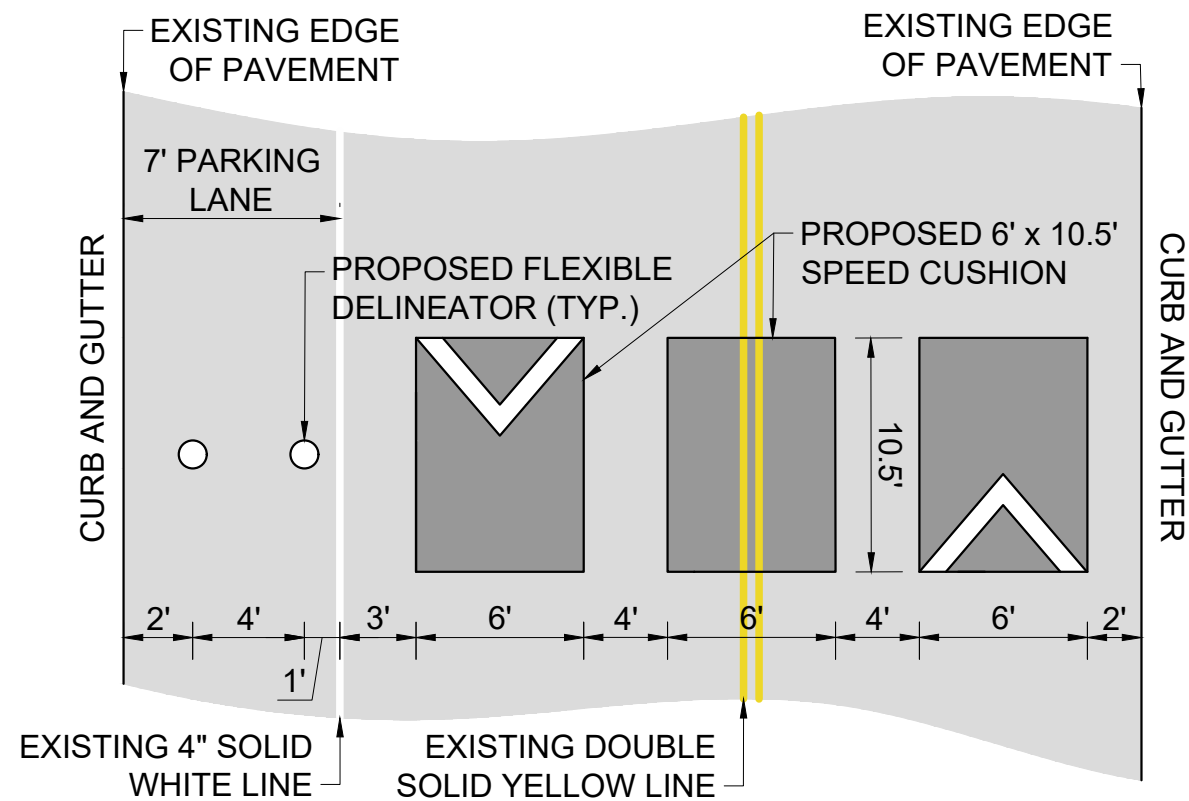 EXISTING EDGE
OF PAVEMENT
EXISTING EDGE
OF PAVEMENT
7' PARKING
LANE
CURB AND GUTTER
PROPOSED FLEXIBLE
DELINEATOR (TYP.)
PROPOSED 6' x 10.5'
SPEED CUSHION
CURB AND GUTTER
10.5'
2' 4' 3' 6' 4' 6' 4' 6' 2'
1'
EXISTING 4" SOLID
WHITE LINE
EXISTING DOUBLE
SOLID YELLOW LINE